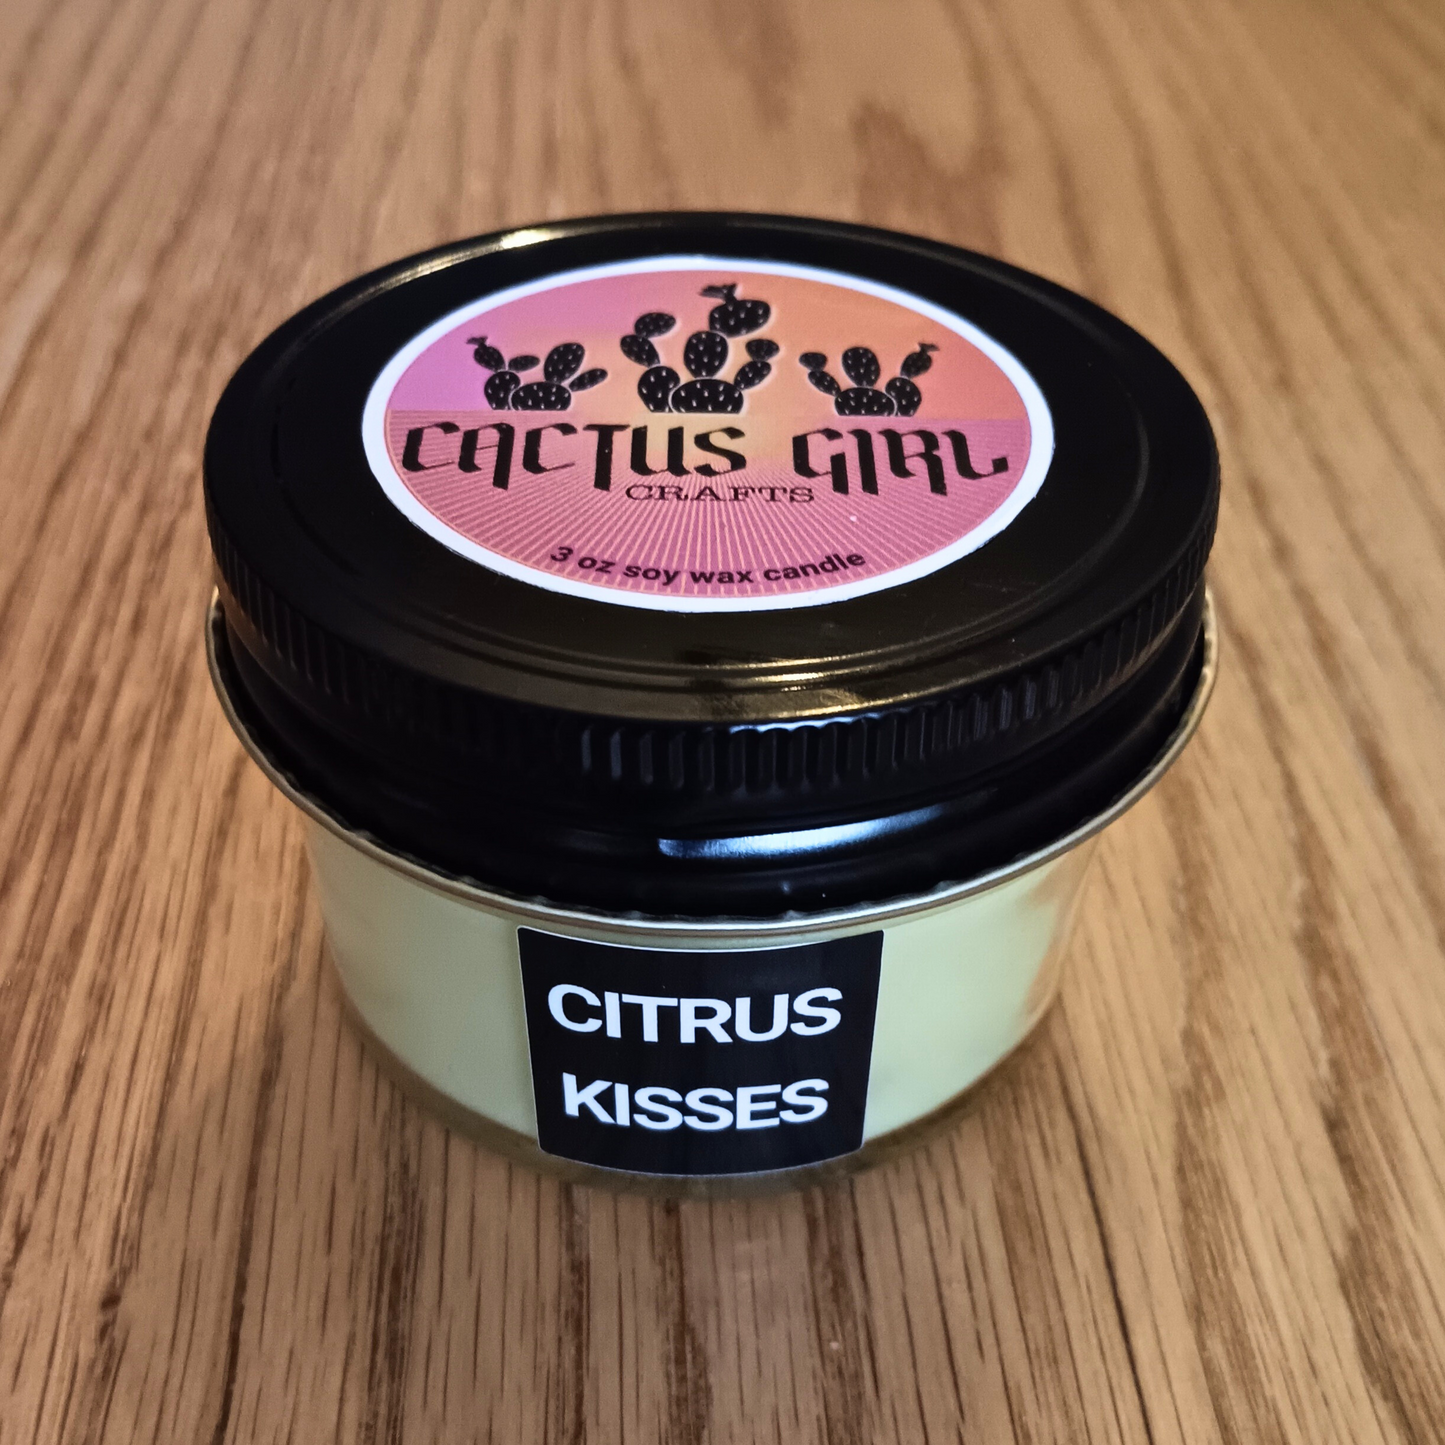 CACTUS GIRL
CRAFTS
3 oz soy wax candle
CITRUS
KISSES